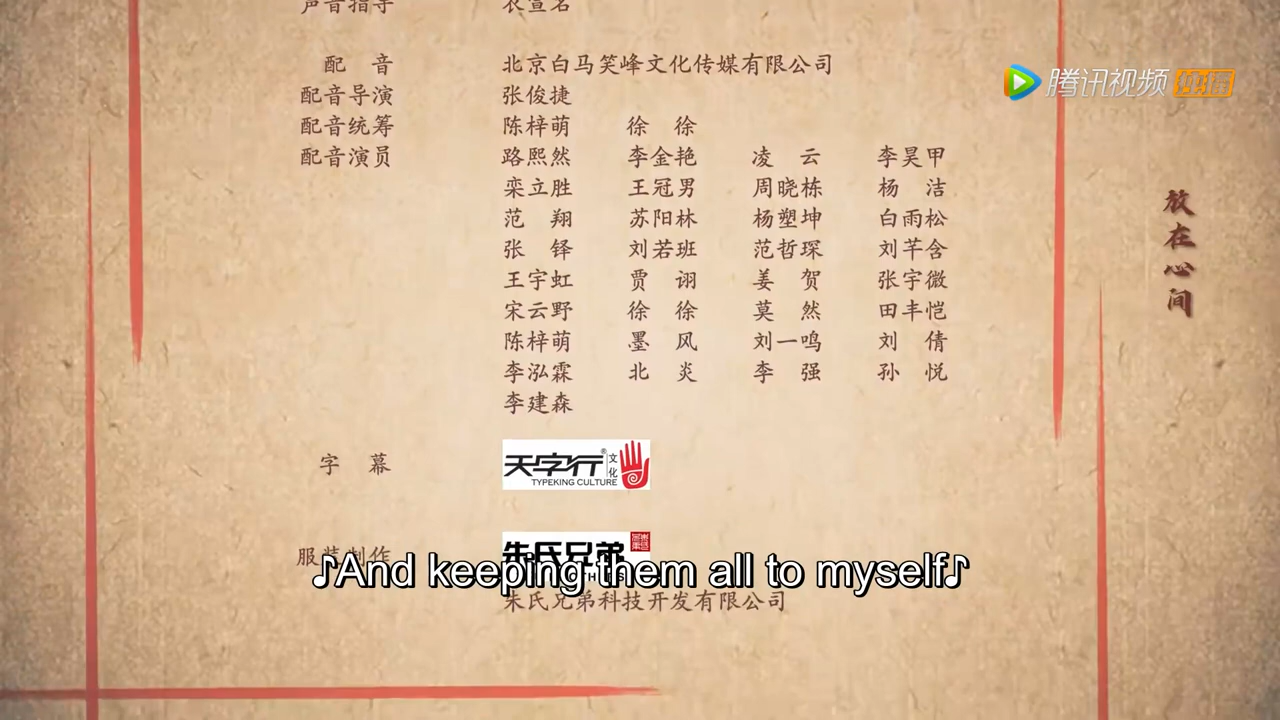 声音指导 农宣名
配 音 北京白马笑峰文化传媒有限公司
配音导演 张俊捷
配音统筹 陈梓萌 徐 徐
配音演员 路熙然 李金艳 凌 云 李昊甲
栾立胜 王冠男 周晓栋 杨 洁
范 翔 苏阳林 杨塑坤 白雨松
张 铎 刘若班 范哲琛 刘芊含
王宇虹 贾 诩 姜 贺 张宇微
宋云野 徐 徐 莫 然 田丰恺
陈梓萌 墨 风 刘一鸣 刘 倩
李泓霖 北 炎 李 强 孙 悦
李建森
字 幕 天字行® 文化
TYPEKING CULTURE
服装制作 朱氏兄弟
♪And keeping them all to myself♪
朱氏兄弟科技开发有限公司
腾讯视频 独播
放在心间